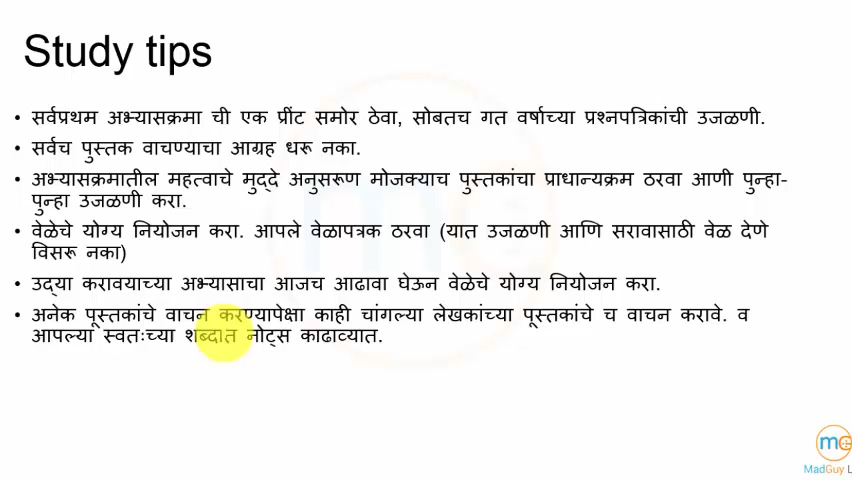 Study tips
• सर्वप्रथम अभ्यासक्रमा ची एक प्रींट समोर ठेवा, सोबतच गत वर्षाच्या प्रश्नपत्रिकांची उजळणी.
• सर्वच पुस्तक वाचण्याचा आग्रह धरू नका.
• अभ्यासक्रमातील महत्वाचे मुद्दे अनुसरूण मोजक्याच पुस्तकांचा प्राधान्यक्रम ठरवा आणी पुन्हा-
पुन्हा उजळणी करा.
• वेळेचे योग्य नियोजन करा. आपले वेळापत्रक ठरवा (यात उजळणी आणि सरावासाठी वेळ देणे
विसरू नका)
• उद्या करावयाच्या अभ्यासाचा आजच आढावा घेऊन वेळेचे योग्य नियोजन करा.
• अनेक पूस्तकांचे वाचन करण्यापेक्षा काही चांगल्या लेखकांच्या पूस्तकांचे च वाचन करावे. व
आपल्या स्वतःच्या शब्दात नोट्स काढाव्यात.
MadGuy L